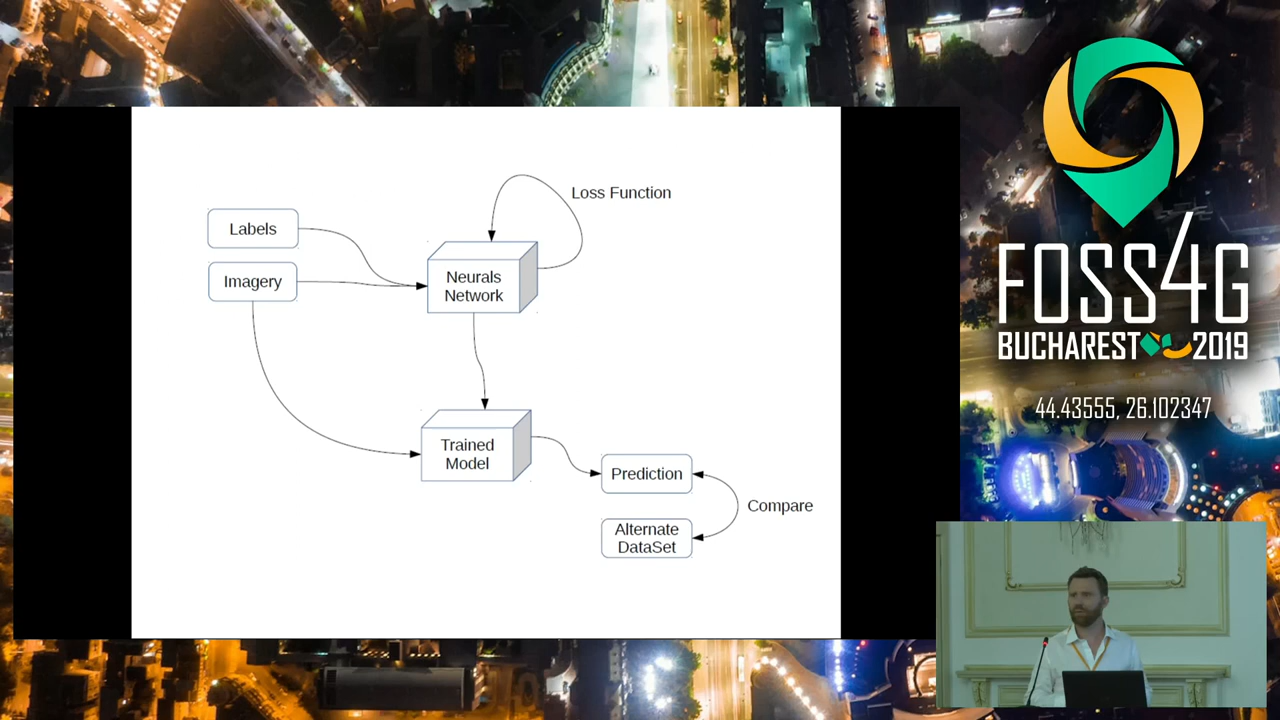 Loss Function
Labels
Imagery
Neurals
Network
Trained
Model
Prediction
Compare
Alternate
DataSet
FOSS4G
BUCHAREST 2019
44.43555, 26.102347